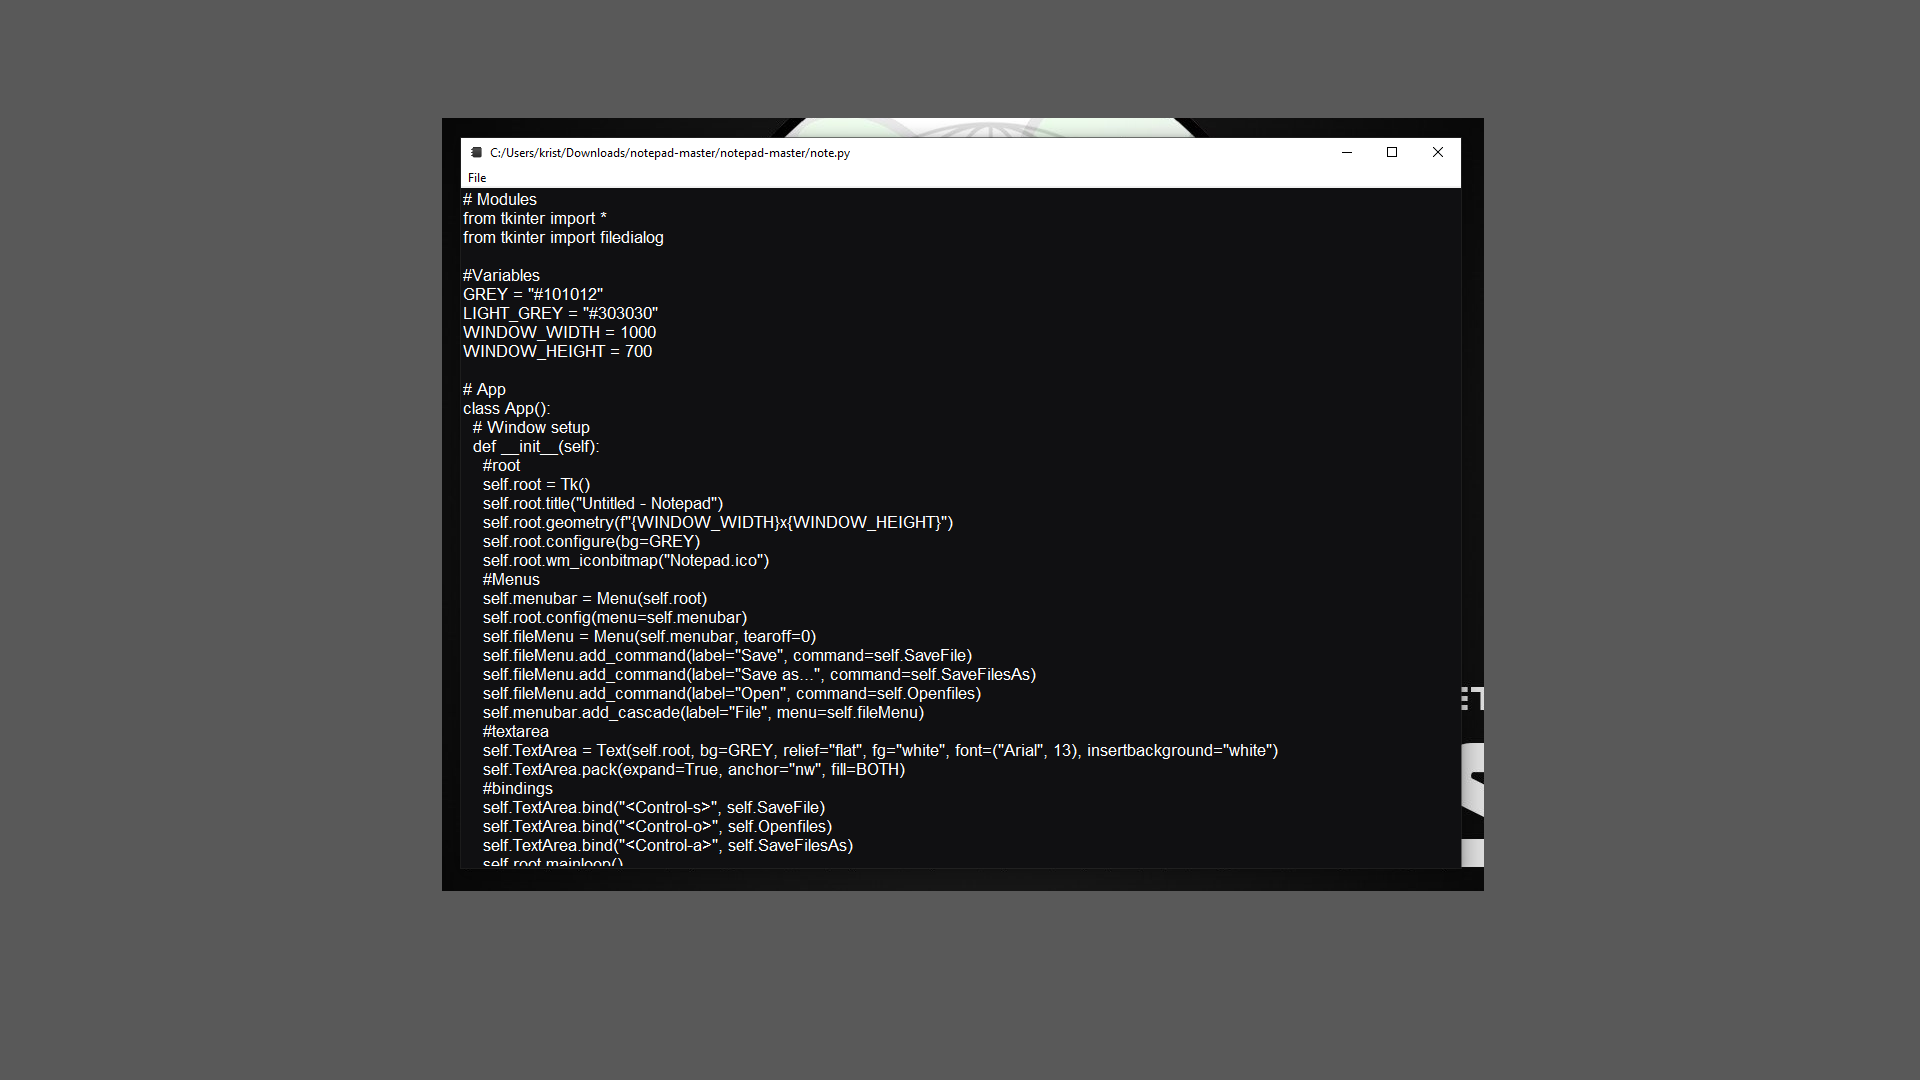 C:/Users/krist/Downloads/notepad-master/notepad-master/note.py
File
# Modules
from tkinter import *
from tkinter import filedialog

#Variables
GREY = "#101012"
LIGHT_GREY = "#303030"
WINDOW_WIDTH = 1000
WINDOW_HEIGHT = 700

# App
class App():
  # Window setup
  def __init__(self):
    #root
    self.root = Tk()
    self.root.title("Untitled - Notepad")
    self.root.geometry(f"{WINDOW_WIDTH}x{WINDOW_HEIGHT}")
    self.root.configure(bg=GREY)
    self.root.wm_iconbitmap("Notepad.ico")
    #Menus
    self.menubar = Menu(self.root)
    self.root.config(menu=self.menubar)
    self.fileMenu = Menu(self.menubar, tearoff=0)
    self.fileMenu.add_command(label="Save", command=self.SaveFile)
    self.fileMenu.add_command(label="Save as...", command=self.SaveFilesAs)
    self.fileMenu.add_command(label="Open", command=self.Openfiles)
    self.menubar.add_cascade(label="File", menu=self.fileMenu)
    #textarea
    self.TextArea = Text(self.root, bg=GREY, relief="flat", fg="white", font=("Arial", 13), insertbackground="white")
    self.TextArea.pack(expand=True, anchor="nw", fill=BOTH)
    #bindings
    self.TextArea.bind("<Control-s>", self.SaveFile)
    self.TextArea.bind("<Control-o>", self.Openfiles)
    self.TextArea.bind("<Control-a>", self.SaveFilesAs)
    self.root.mainloop()